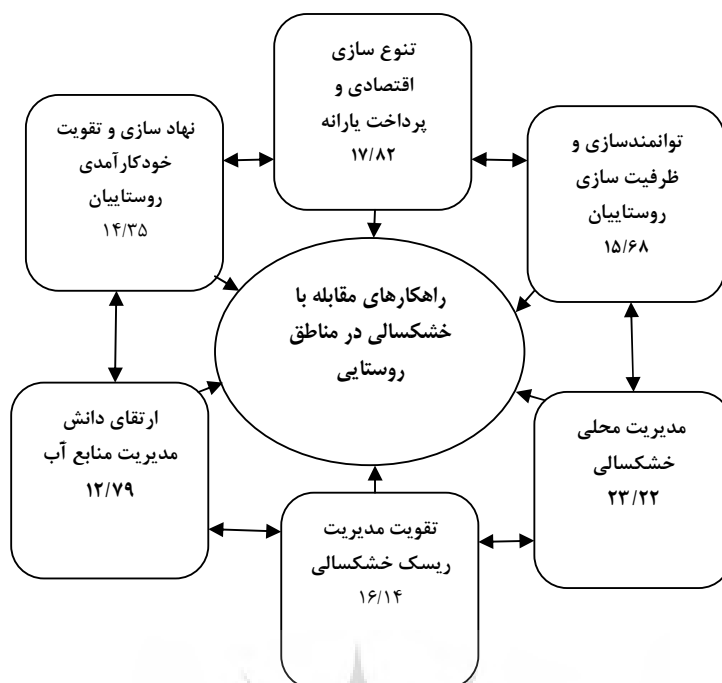 تنوع سازی
اقتصادی و
پرداخت یارانه
۱۷/۸۲
توانمندسازی و
ظرفیت سازی
روستاییان
۱۵/۶۸
نهاد سازی و تقویت
خودکارآمدی
روستاییان
۱۴/۳۵
راهکارهای مقابله با
خشکسالی در مناطق
روستایی
مدیریت محلی
خشکسالی
۲۳/۲۲
ارتقای دانش
مدیریت منابع آب
۱۲/۷۹
تقویت مدیریت
ریسک خشکسالی
۱۶/۱۴